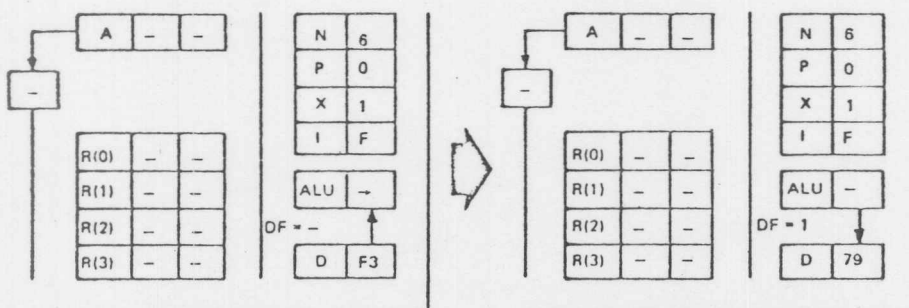 A – –
–
N 6
P 0
X 1
I F
R(0) – –
R(1) – –
R(2) – –
R(3) – –
ALU →
DF = –
D F3
A – –
–
N 6
P 0
X 1
I F
R(0) – –
R(1) – –
R(2) – –
R(3) – –
ALU –
DF = 1
D 79